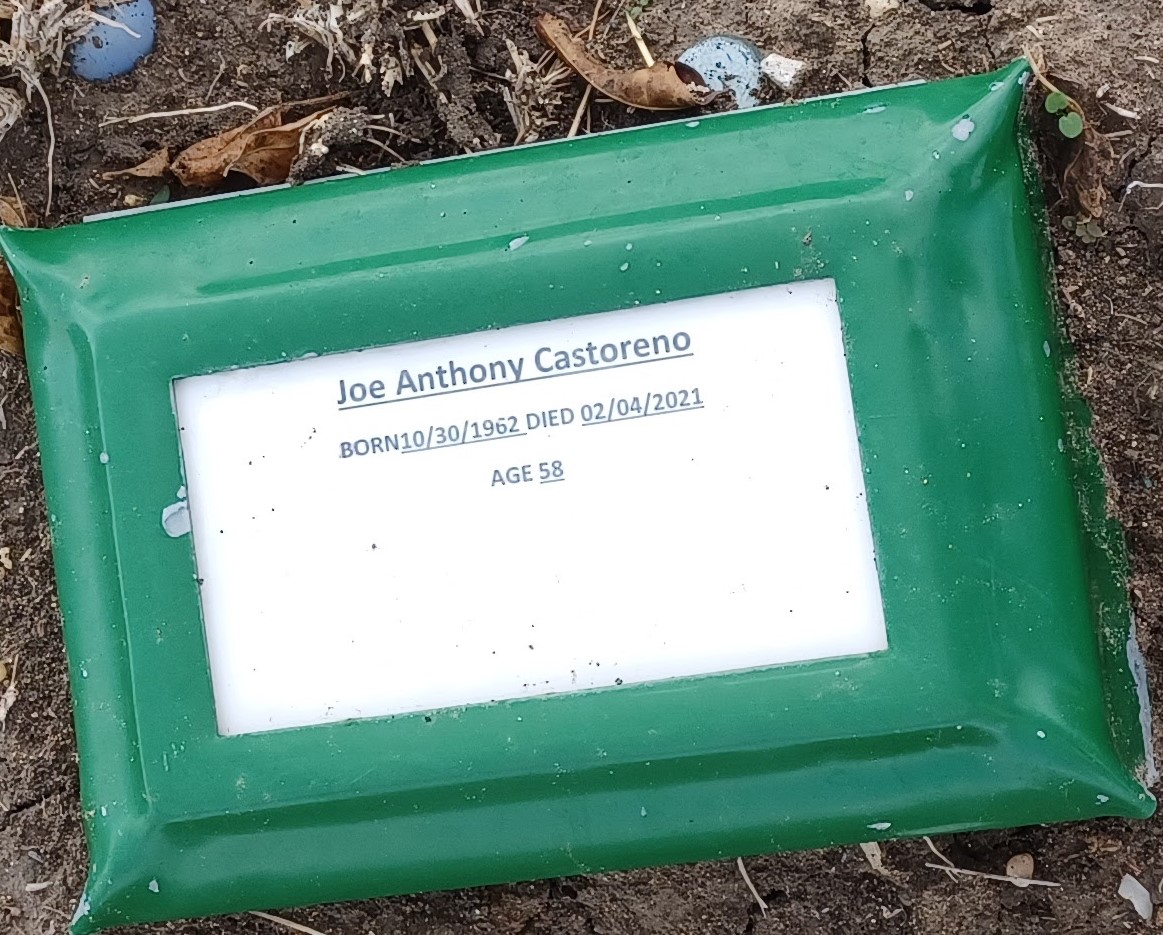 Joe Anthony Castoreno
BORN10/30/1962 DIED 02/04/2021
AGE 58